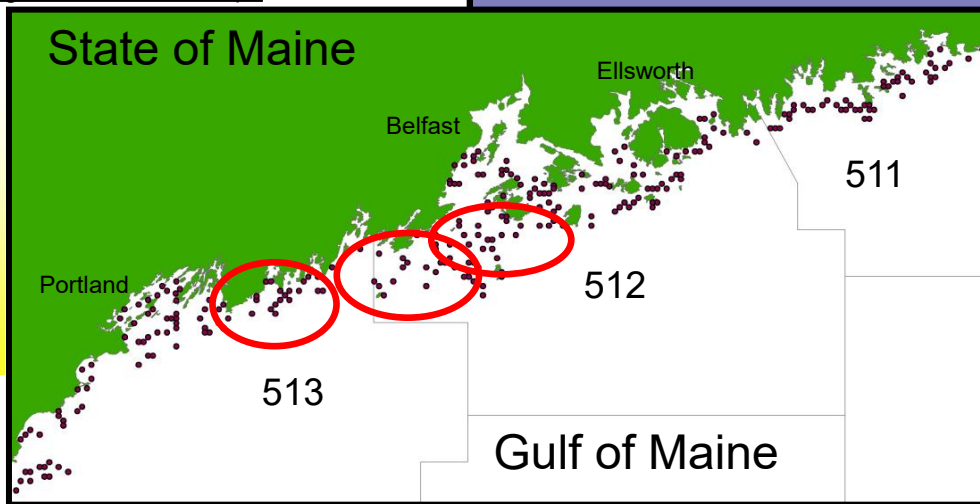 State of Maine
Ellsworth
Belfast
511
Portland
512
513
Gulf of Maine